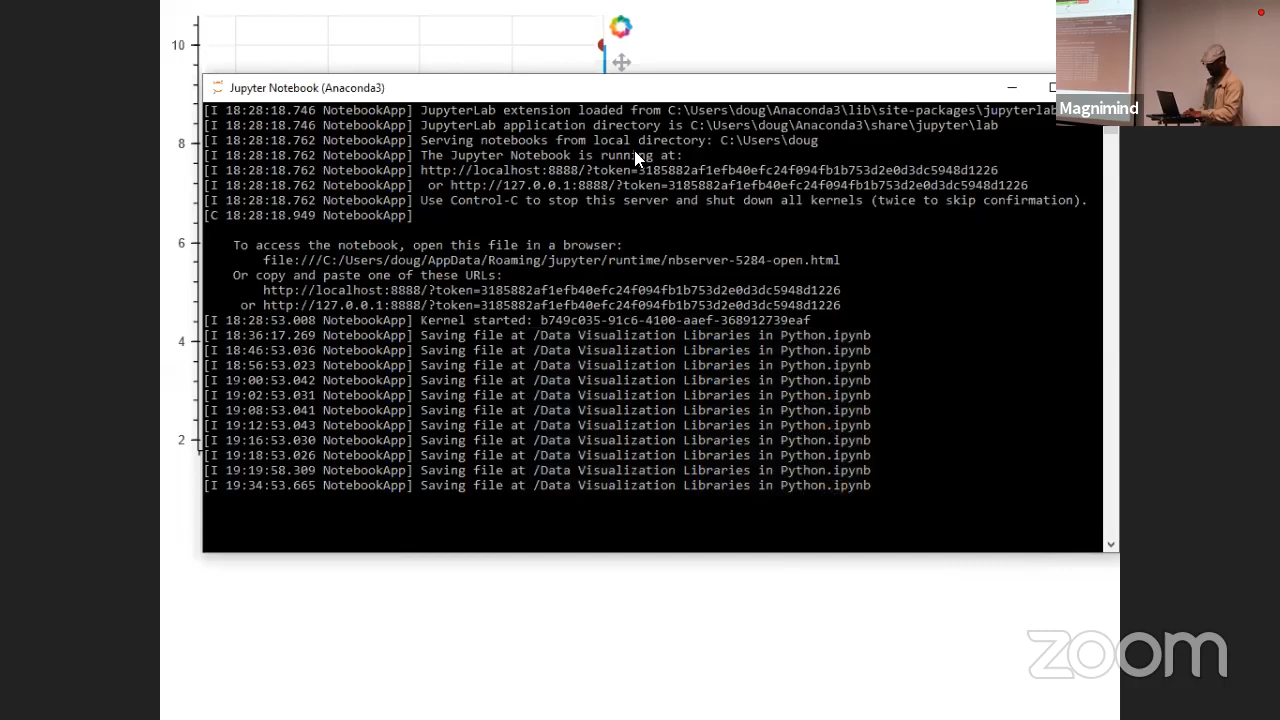 10
8
6
4
2
Jupyter Notebook (Anaconda3)
[I 18:28:18.746 NotebookApp] JupyterLab extension loaded from C:\Users\doug\Anaconda3\lib\site-packages\jupyterlab
[I 18:28:18.746 NotebookApp] JupyterLab application directory is C:\Users\doug\Anaconda3\share\jupyter\lab
[I 18:28:18.762 NotebookApp] Serving notebooks from local directory: C:\Users\doug
[I 18:28:18.762 NotebookApp] The Jupyter Notebook is running at:
[I 18:28:18.762 NotebookApp] http://localhost:8888/?token=3185882af1efb40efc24f094fb1b753d2e0d3dc5948d1226
[I 18:28:18.762 NotebookApp]  or http://127.0.0.1:8888/?token=3185882af1efb40efc24f094fb1b753d2e0d3dc5948d1226
[I 18:28:18.762 NotebookApp] Use Control-C to stop this server and shut down all kernels (twice to skip confirmation).
[C 18:28:18.949 NotebookApp]
To access the notebook, open this file in a browser:
file:///C:/Users/doug/AppData/Roaming/jupyter/runtime/nbserver-5284-open.html
Or copy and paste one of these URLs:
http://localhost:8888/?token=3185882af1efb40efc24f094fb1b753d2e0d3dc5948d1226
or http://127.0.0.1:8888/?token=3185882af1efb40efc24f094fb1b753d2e0d3dc5948d1226
[I 18:28:53.008 NotebookApp] Kernel started: b749c035-91c6-4100-aaef-368912739eaf
[I 18:36:17.269 NotebookApp] Saving file at /Data Visualization Libraries in Python.ipynb
[I 18:46:53.036 NotebookApp] Saving file at /Data Visualization Libraries in Python.ipynb
[I 18:56:53.023 NotebookApp] Saving file at /Data Visualization Libraries in Python.ipynb
[I 19:00:53.042 NotebookApp] Saving file at /Data Visualization Libraries in Python.ipynb
[I 19:02:53.031 NotebookApp] Saving file at /Data Visualization Libraries in Python.ipynb
[I 19:08:53.041 NotebookApp] Saving file at /Data Visualization Libraries in Python.ipynb
[I 19:12:53.043 NotebookApp] Saving file at /Data Visualization Libraries in Python.ipynb
[I 19:16:53.030 NotebookApp] Saving file at /Data Visualization Libraries in Python.ipynb
[I 19:18:53.026 NotebookApp] Saving file at /Data Visualization Libraries in Python.ipynb
[I 19:19:58.309 NotebookApp] Saving file at /Data Visualization Libraries in Python.ipynb
[I 19:34:53.665 NotebookApp] Saving file at /Data Visualization Libraries in Python.ipynb
Magnimind
zoom